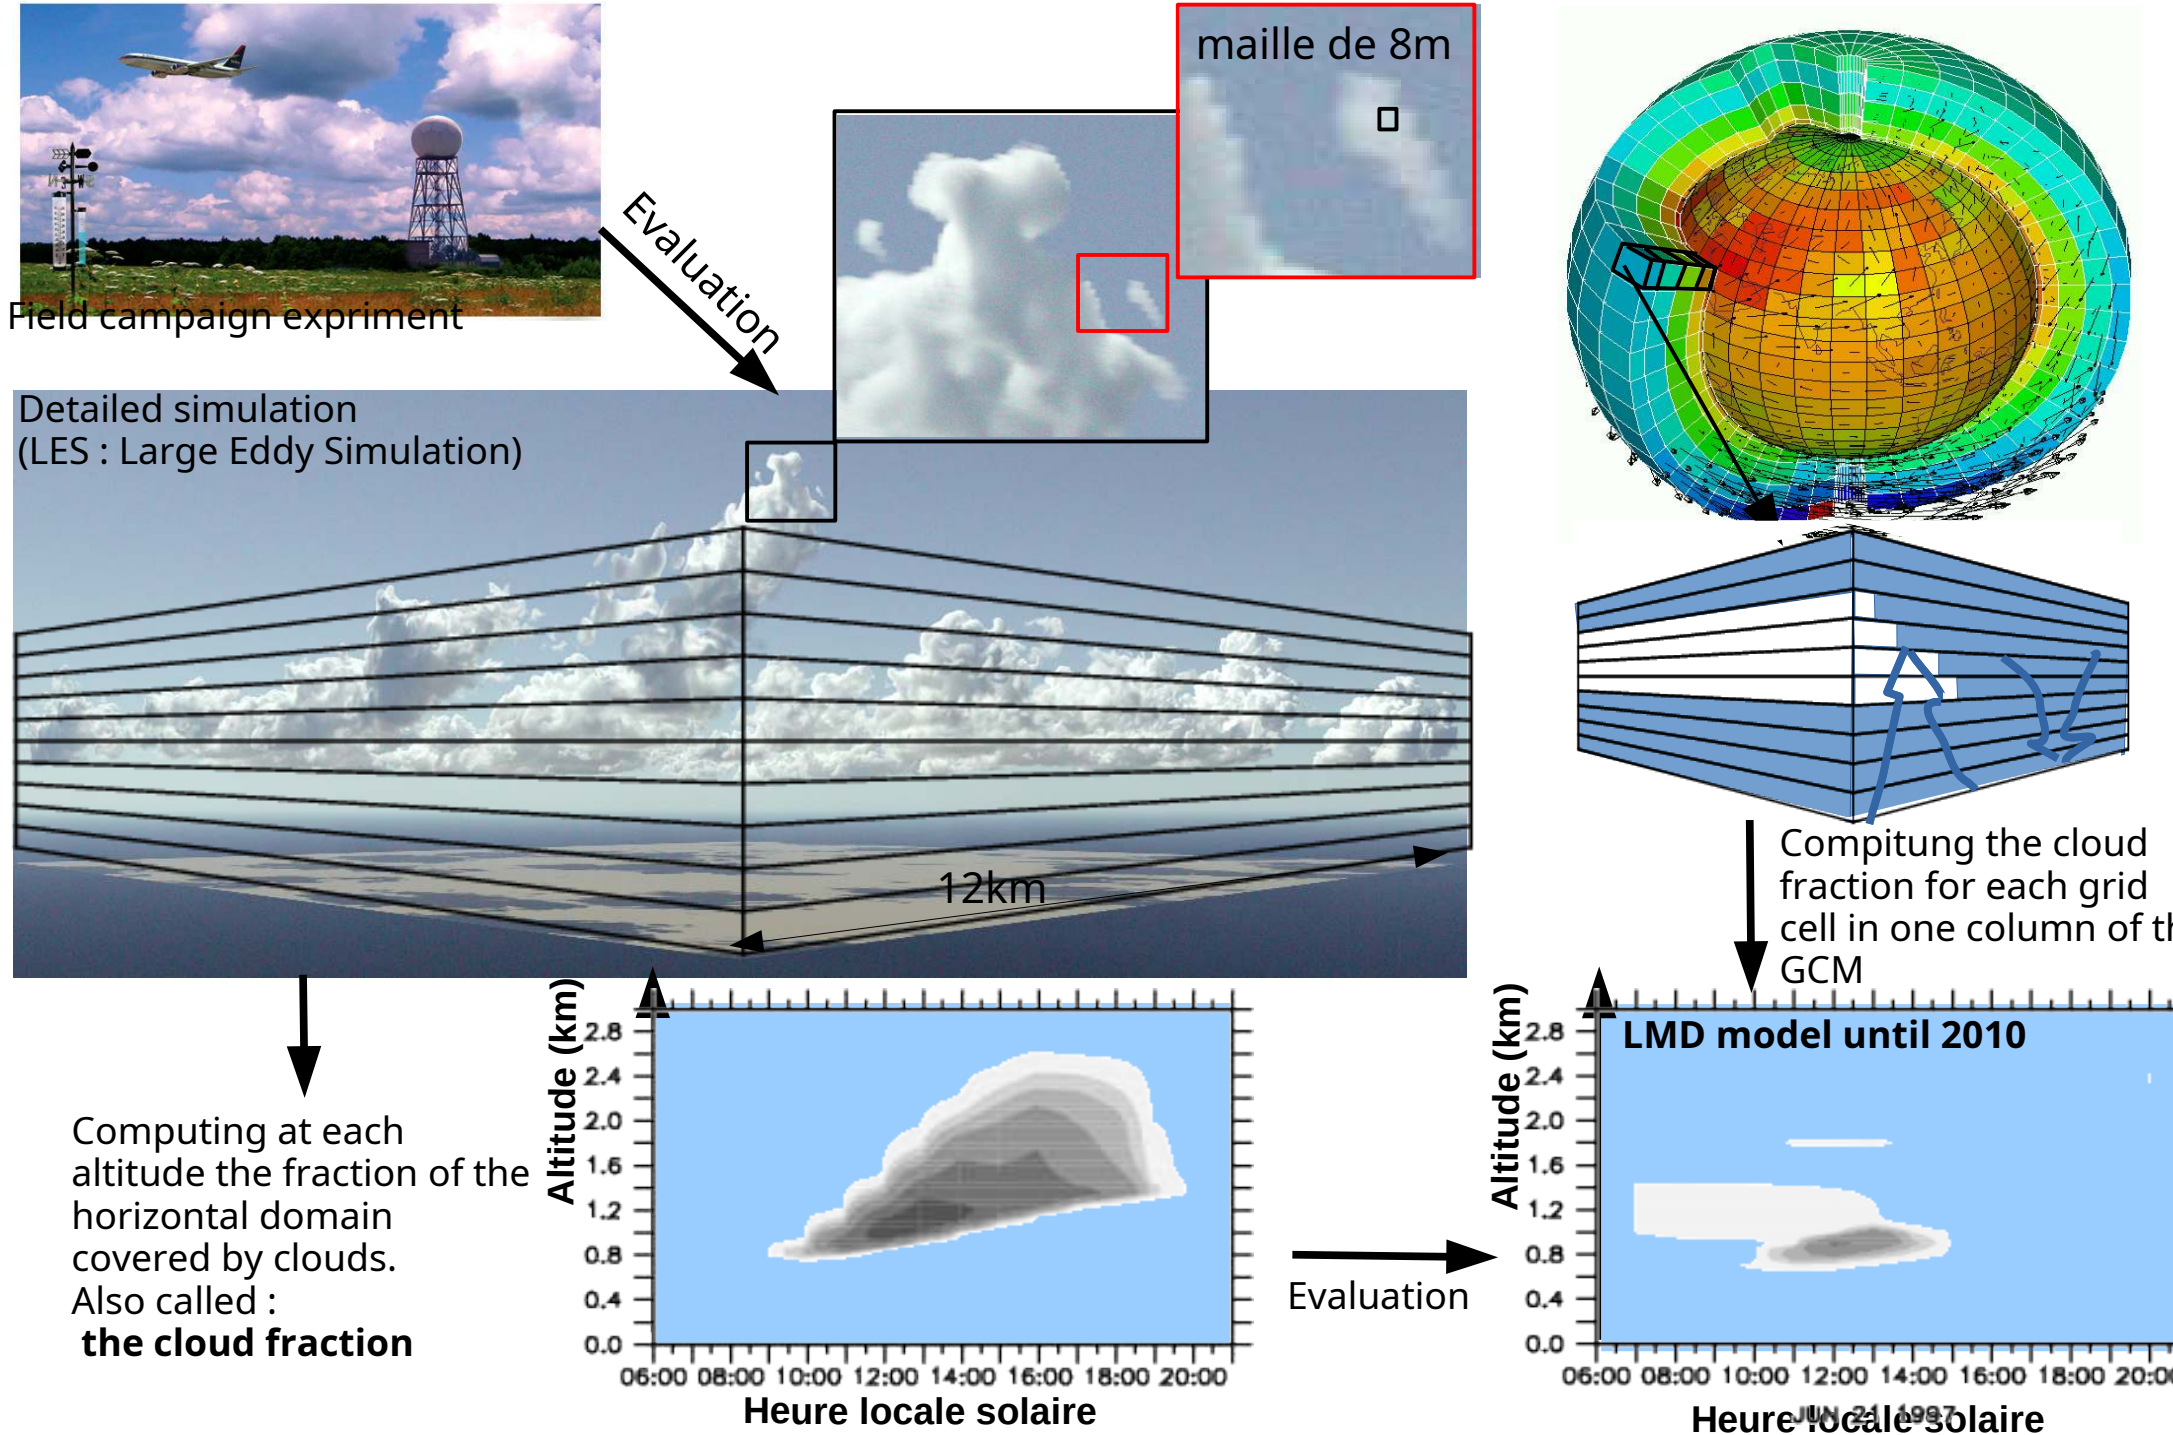 maille de 8m
Evaluation
Field campaign expriment
Detailed simulation
(LES : Large Eddy Simulation)
12km
Compitung the cloud
fraction for each grid
cell in one column of th
GCM
Computing at each
altitude the fraction of the
horizontal domain
covered by clouds.
Also called :
the cloud fraction
Altitude (km)
2.8
2.4
2.0
1.6
1.2
0.8
0.4
0.0
06:00 08:00 10:00 12:00 14:00 16:00 18:00 20:00
Heure locale solaire
Evaluation
LMD model until 2010
Altitude (km)
2.8
2.4
2.0
1.6
1.2
0.8
0.4
0.0
06:00 08:00 10:00 12:00 14:00 16:00 18:00 20:00
JUN 21 1997
Heure locale solaire